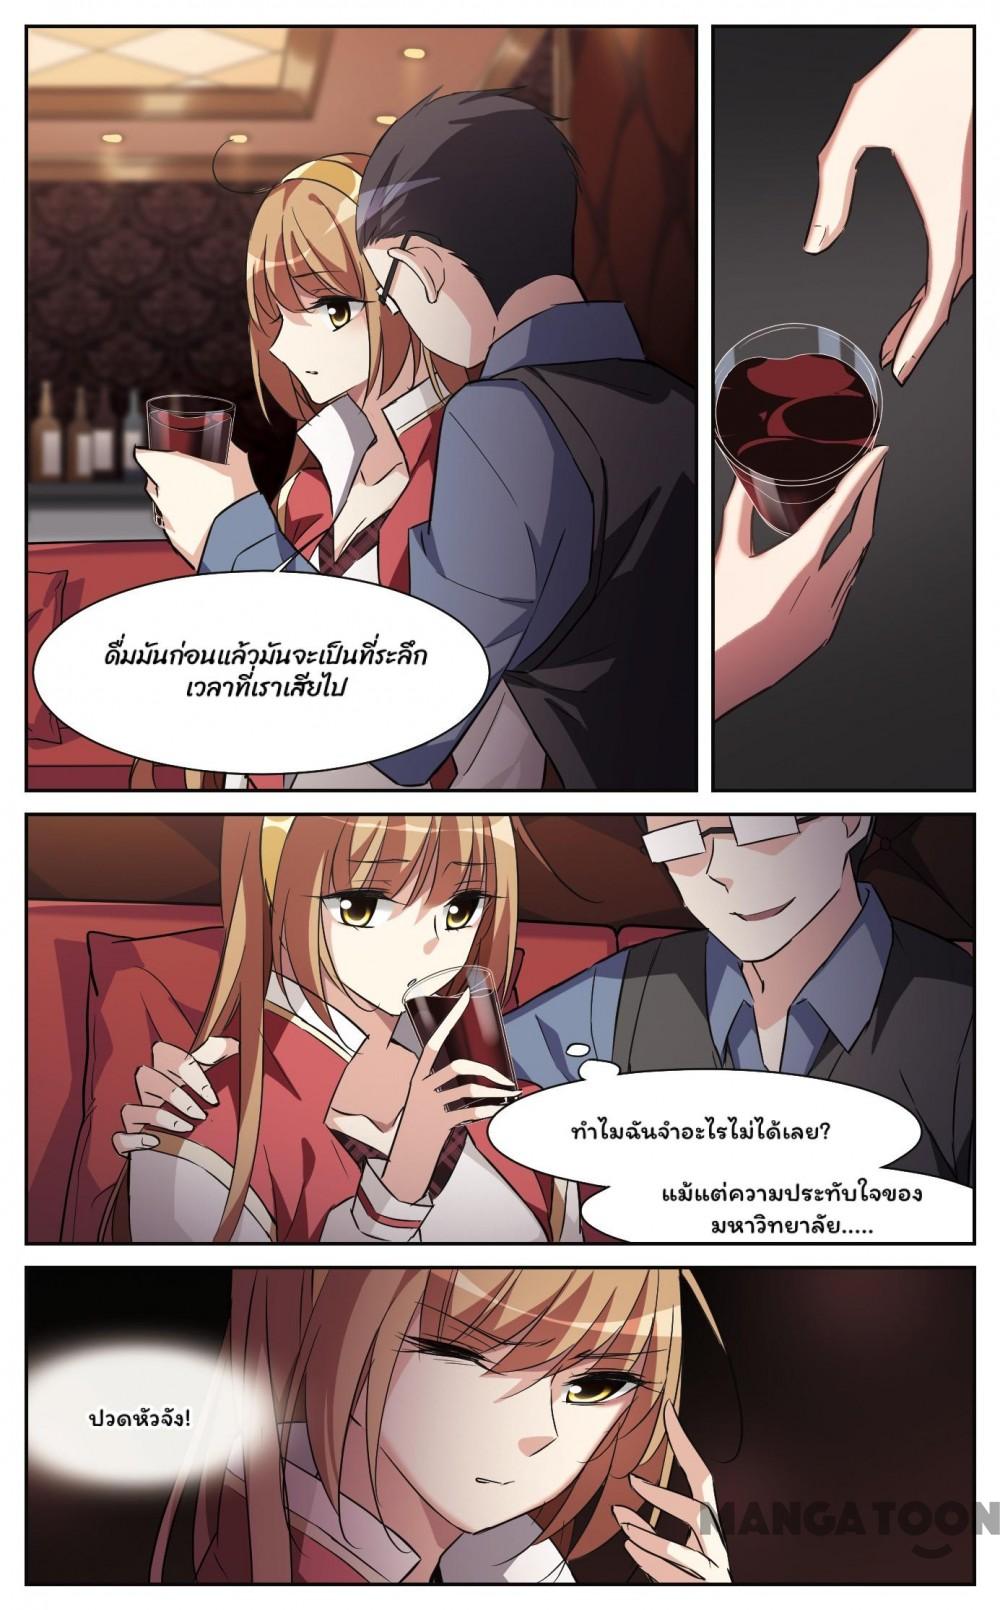 ดื่มมันก่อนแล้วมันจะเป็นที่ระลึก
เวลาที่เราเสียไป
ทำไมฉันจำอะไรไม่ได้เลย?
แม้แต่ความประทับใจของ
มหาวิทยาลัย.....
ปวดหัวจัง!
MANGA TOON